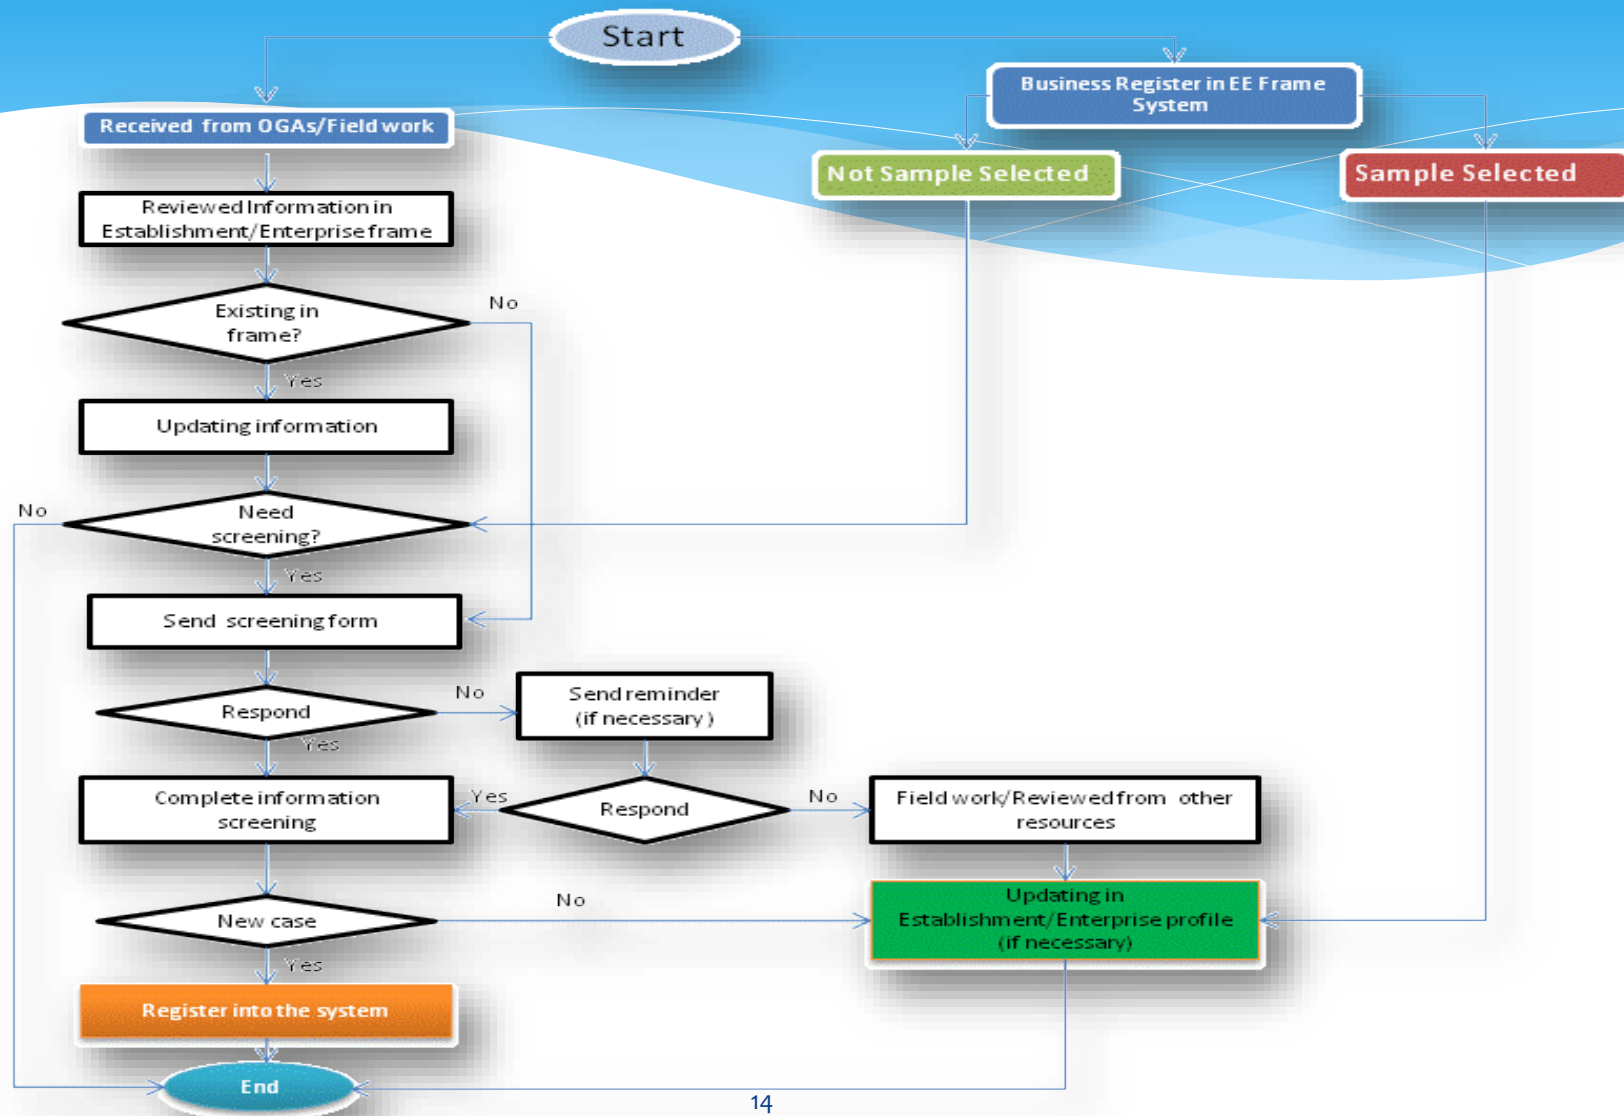 Start
Business Register in EE Frame
System
Received from OGAs/Field work
Not Sample Selected
Sample Selected
Reviewed Information in
Establishment/Enterprise frame
Existing in
frame?
No
Yes
Updating information
No
Need
screening?
Yes
Send screening form
Respond
No
Send reminder
(if necessary)
Yes
Complete information
screening
Yes
Respond
No
Field work/Reviewed from other
resources
New case
No
Updating in
Establishment/Enterprise profile
(if necessary)
Yes
Register into the system
End
14